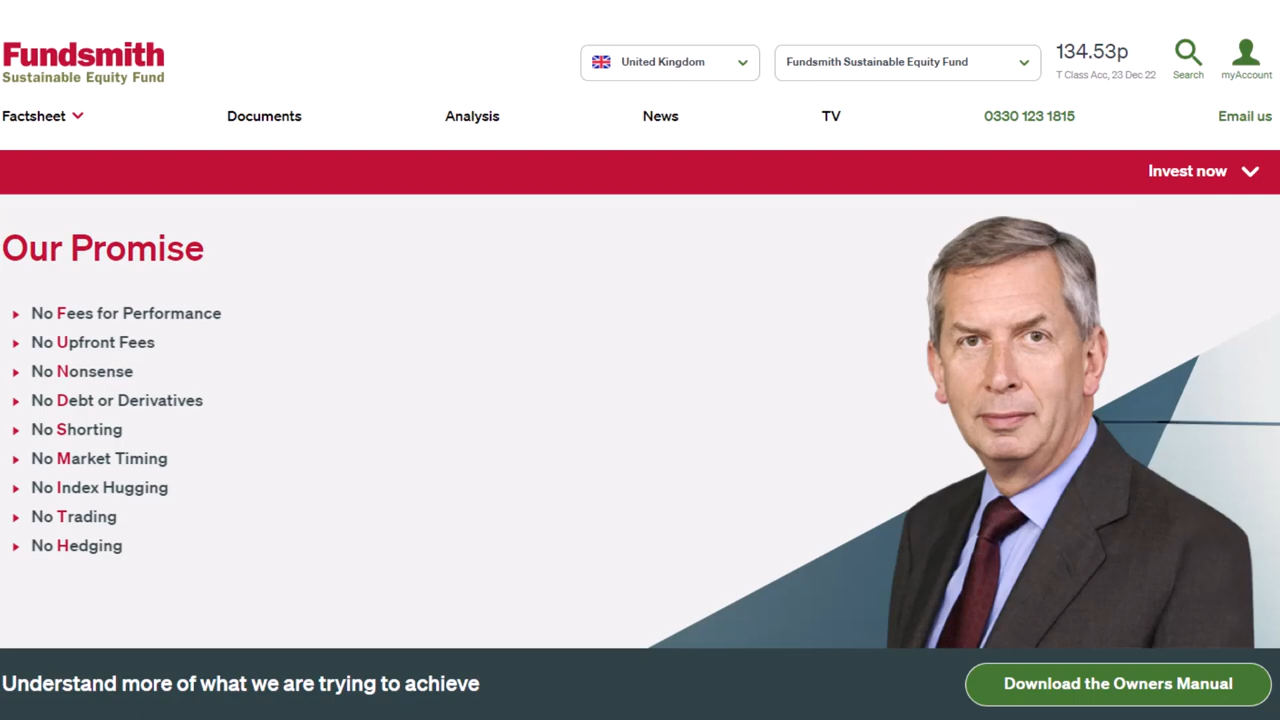 Fundsmith
Sustainable Equity Fund
United Kingdom
Fundsmith Sustainable Equity Fund
134.53p
T Class Acc, 23 Dec 22
Search
myAccount
Factsheet
Documents
Analysis
News
TV
0330 123 1815
Email us
Invest now
Our Promise
No Fees for Performance
No Upfront Fees
No Nonsense
No Debt or Derivatives
No Shorting
No Market Timing
No Index Hugging
No Trading
No Hedging
Understand more of what we are trying to achieve
Download the Owners Manual